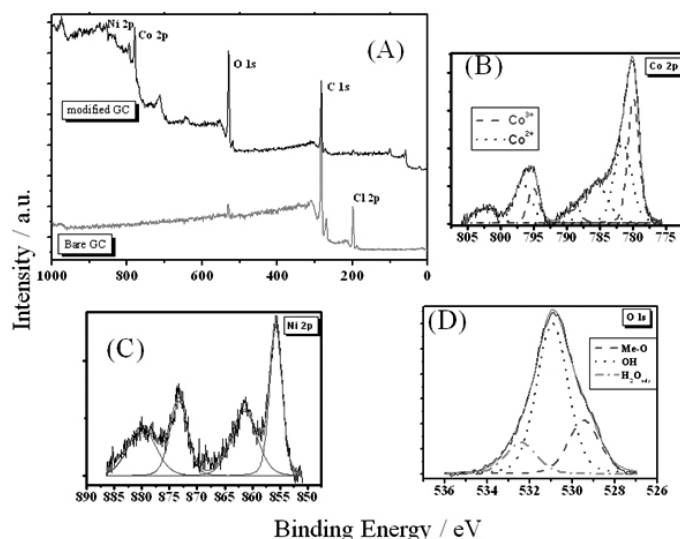 Ni 2p
Co 2p
(A)
O 1s
C 1s
modified GC
Cl 2p
Bare GC
1000 800 600 400 200 0
Intensity / a.u.
(B)
Co 2p
Co³⁺
Co²⁺
805 800 795 790 785 780 775
(C)
Ni 2p
890 885 880 875 870 865 860 855 850
(D)
O 1s
Me-O
OH
H₂O
536 534 532 530 528 526
Binding Energy / eV